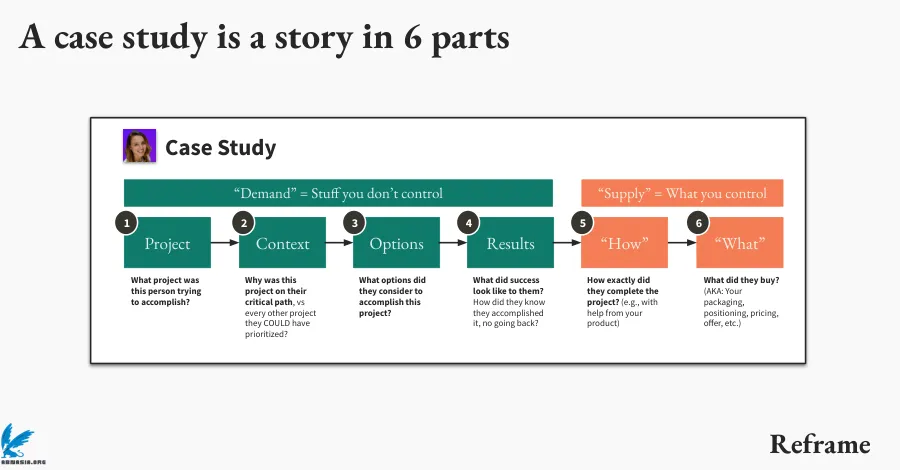 A case study is a story in 6 parts
Case Study
“Demand” = Stuff you don’t control
“Supply” = What you control
1
Project
2
Context
3
Options
4
Results
5
“How”
6
“What”
What project was
this person trying
to accomplish?
Why was this
project on their
critical path, vs
every other project
they COULD have
prioritized?
What options did
they consider to
accomplish this
project?
What did success
look like to them?
How did they know
they accomplished
it, no going back?
How exactly did
they complete the
project? (e.g., with
help from your
product)
What did they buy?
(AKA: Your
packaging,
positioning, pricing,
offer, etc.)
Reframe